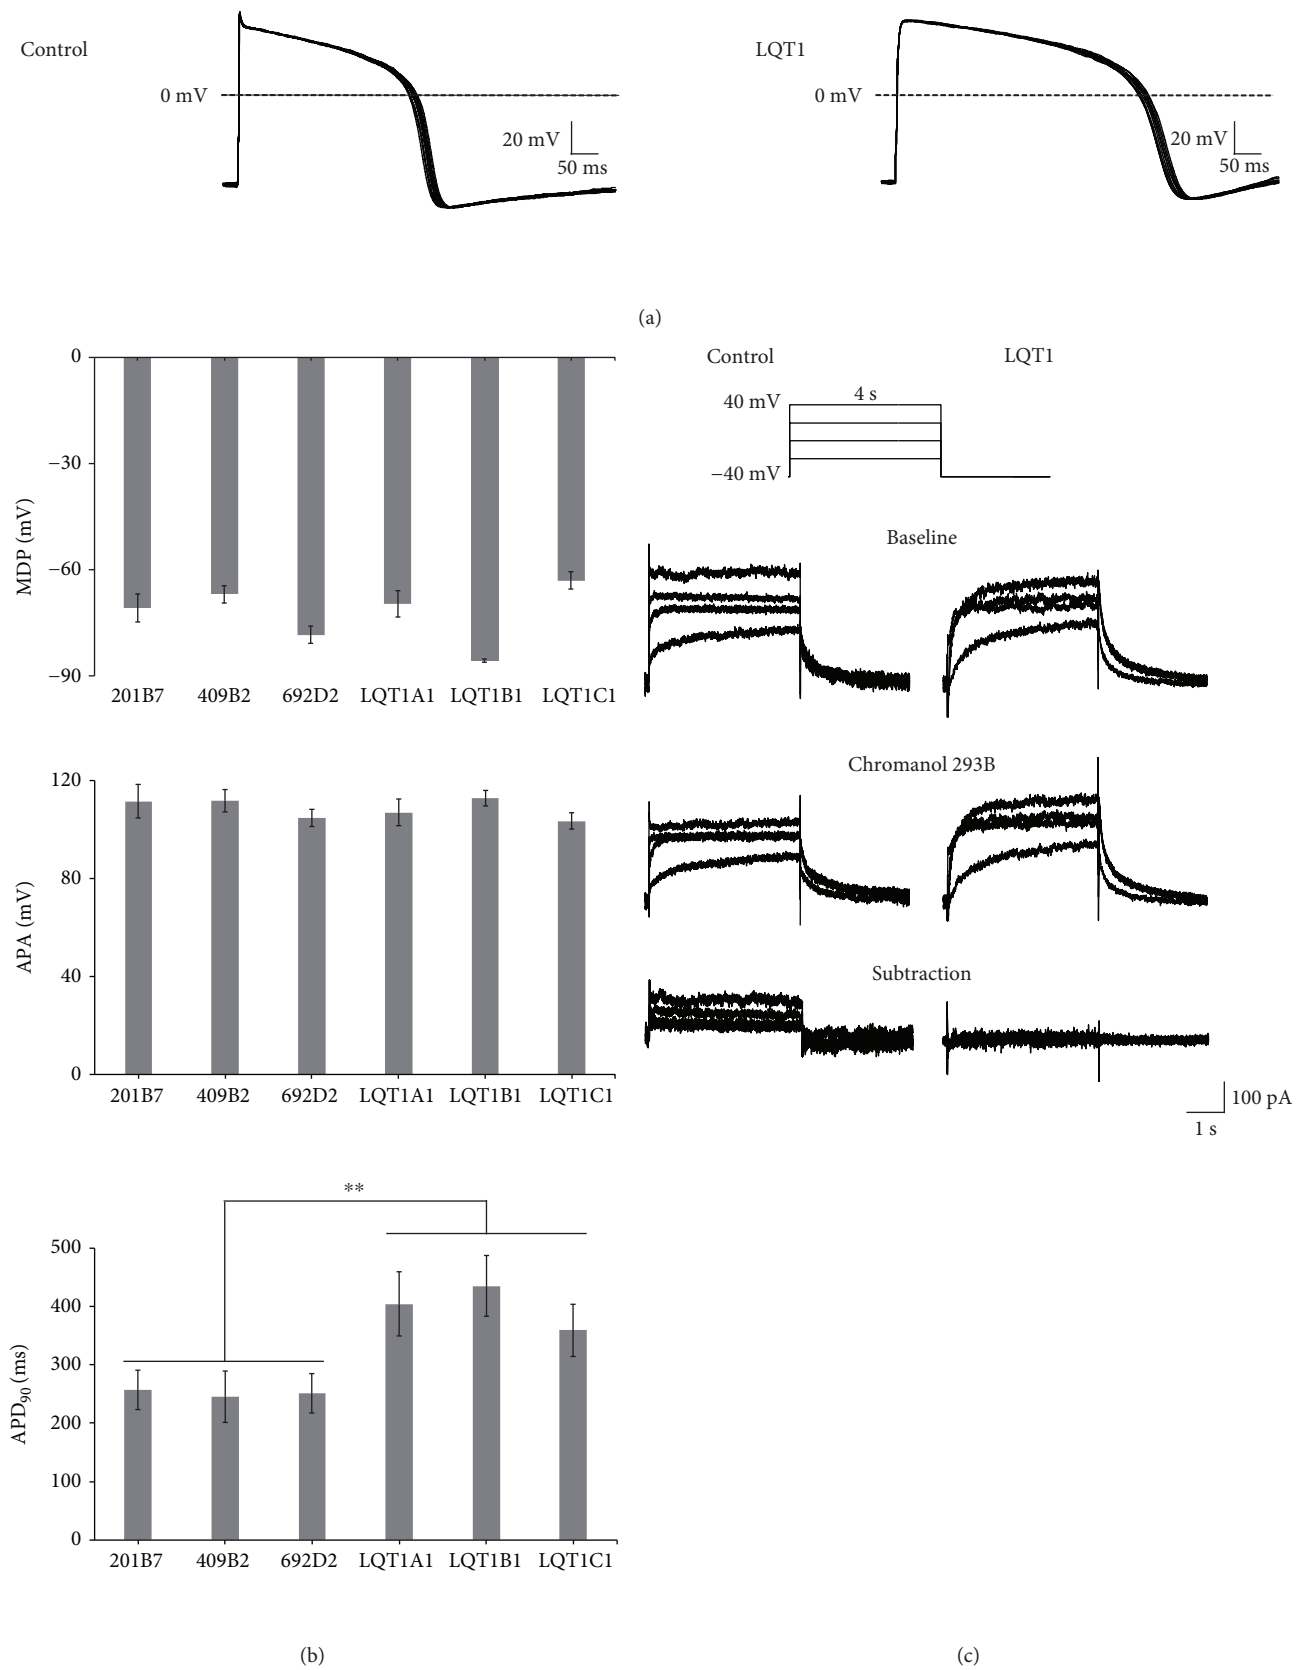 Control
LQT1
0 mV
0 mV
20 mV
50 ms
20 mV
50 ms
(a)
0
−30
−60
−90
MDP (mV)
201B7 409B2 692D2 LQT1A1 LQT1B1 LQT1C1
120
80
40
0
APA (mV)
201B7 409B2 692D2 LQT1A1 LQT1B1 LQT1C1
**
500
400
300
200
100
0
APD90 (ms)
201B7 409B2 692D2 LQT1A1 LQT1B1 LQT1C1
(b)
Control LQT1
40 mV
4 s
−40 mV
Baseline
Chromanol 293B
Subtraction
100 pA
1 s
(c)